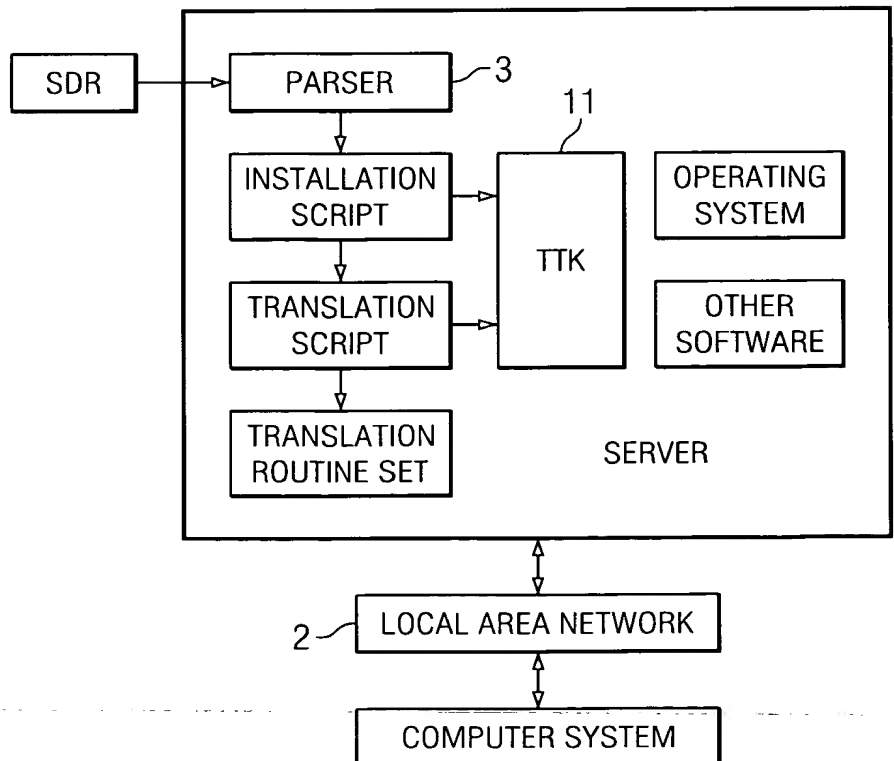 SDR
PARSER
3
11
INSTALLATION
SCRIPT
TTK
OPERATING
SYSTEM
TRANSLATION
SCRIPT
OTHER
SOFTWARE
TRANSLATION
ROUTINE SET
SERVER
2
LOCAL AREA NETWORK
COMPUTER SYSTEM